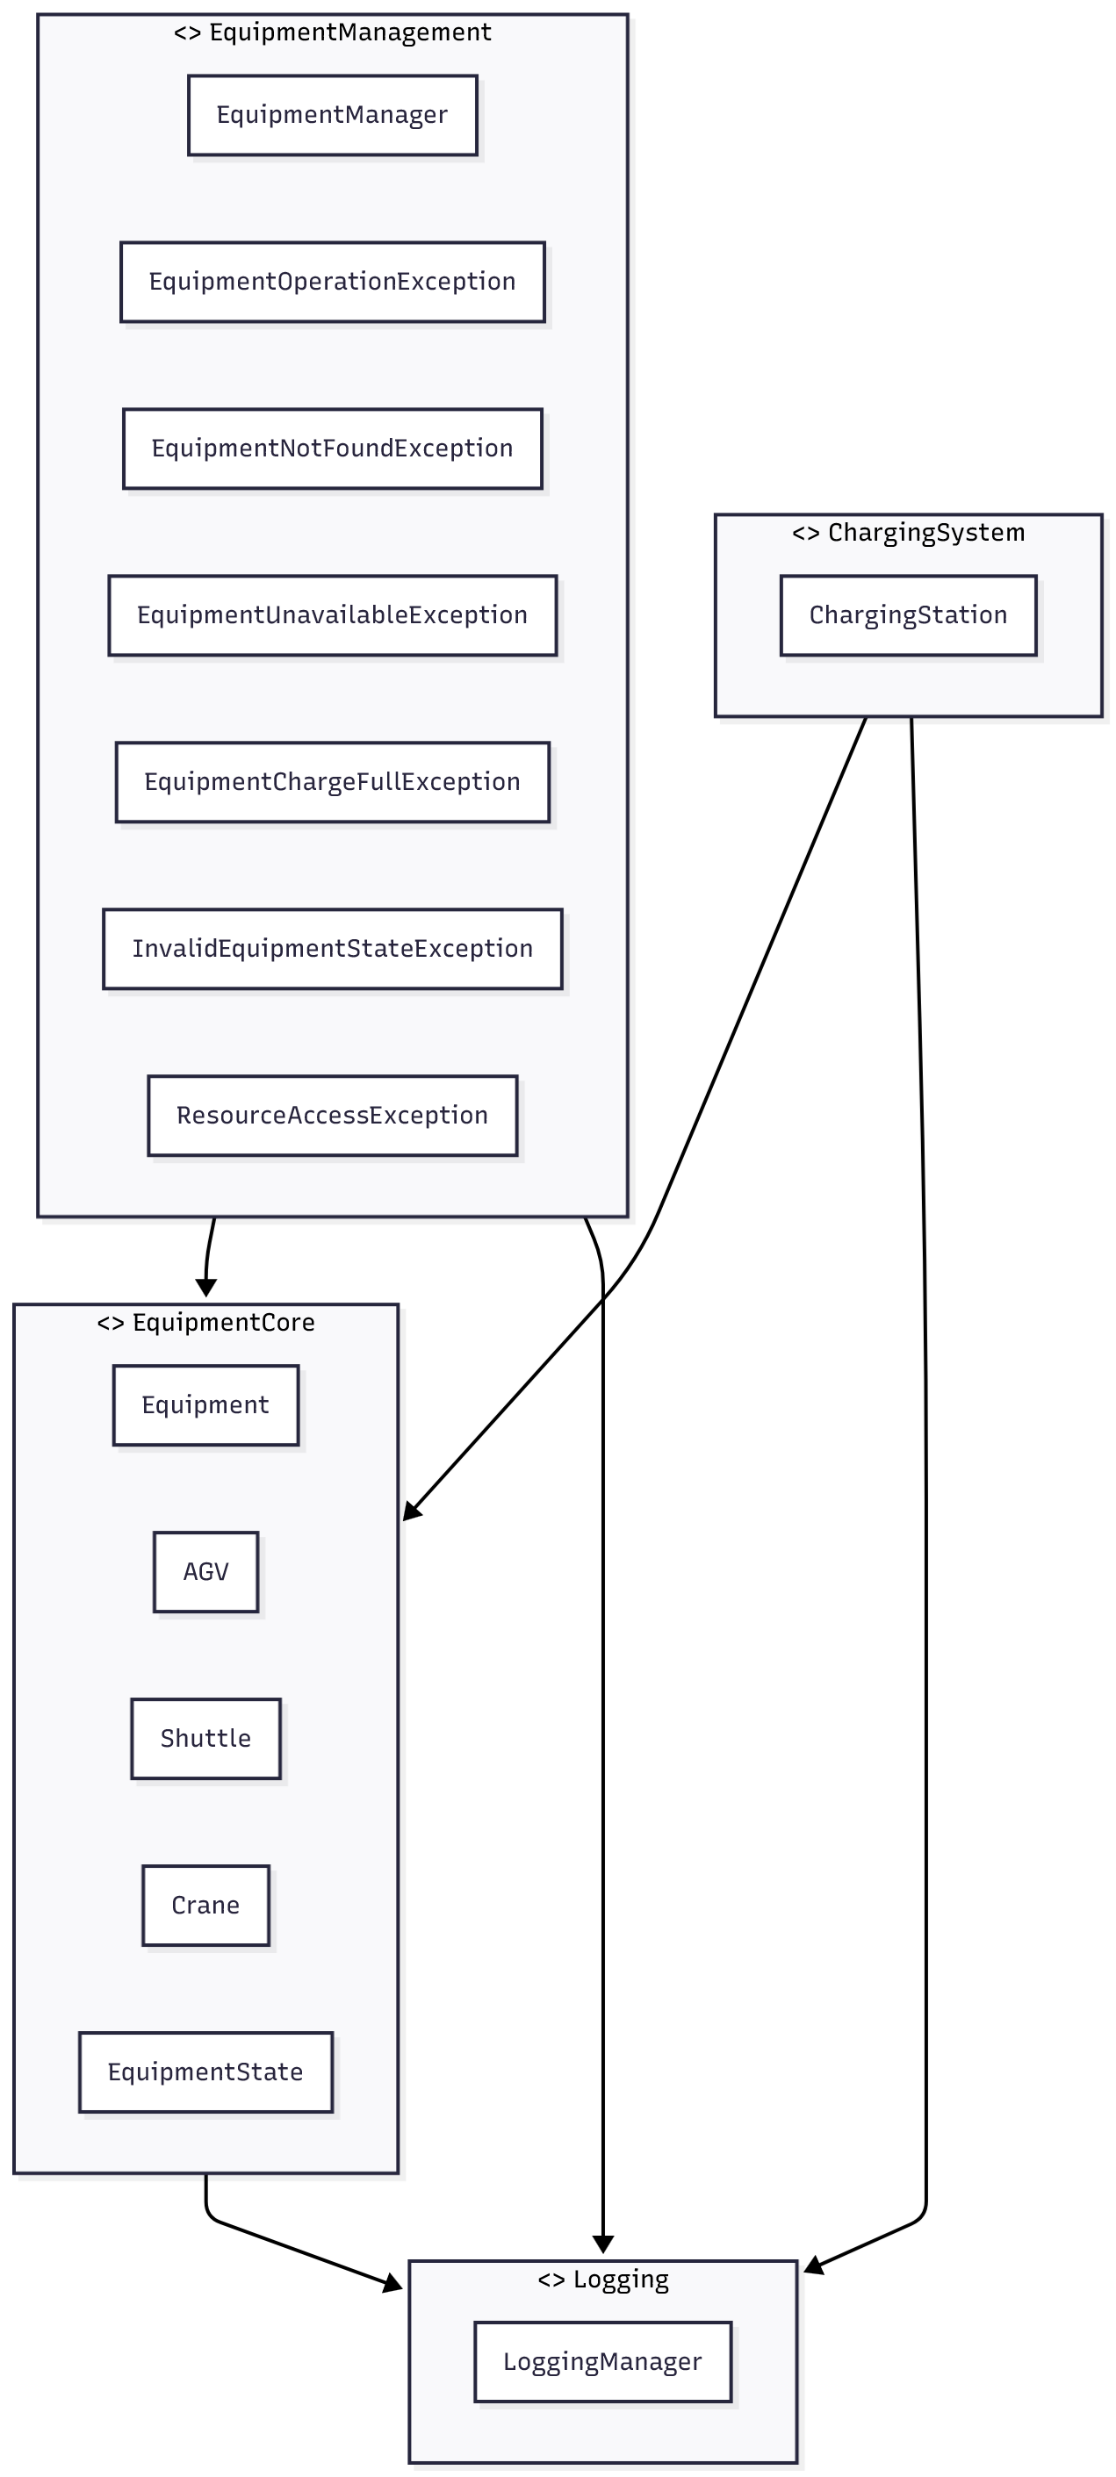 <> EquipmentManagement
EquipmentManager
EquipmentOperationException
EquipmentNotFoundException
EquipmentUnavailableException
EquipmentChargeFullException
InvalidEquipmentStateException
ResourceAccessException
<> ChargingSystem
ChargingStation
<> EquipmentCore
Equipment
AGV
Shuttle
Crane
EquipmentState
<> Logging
LoggingManager